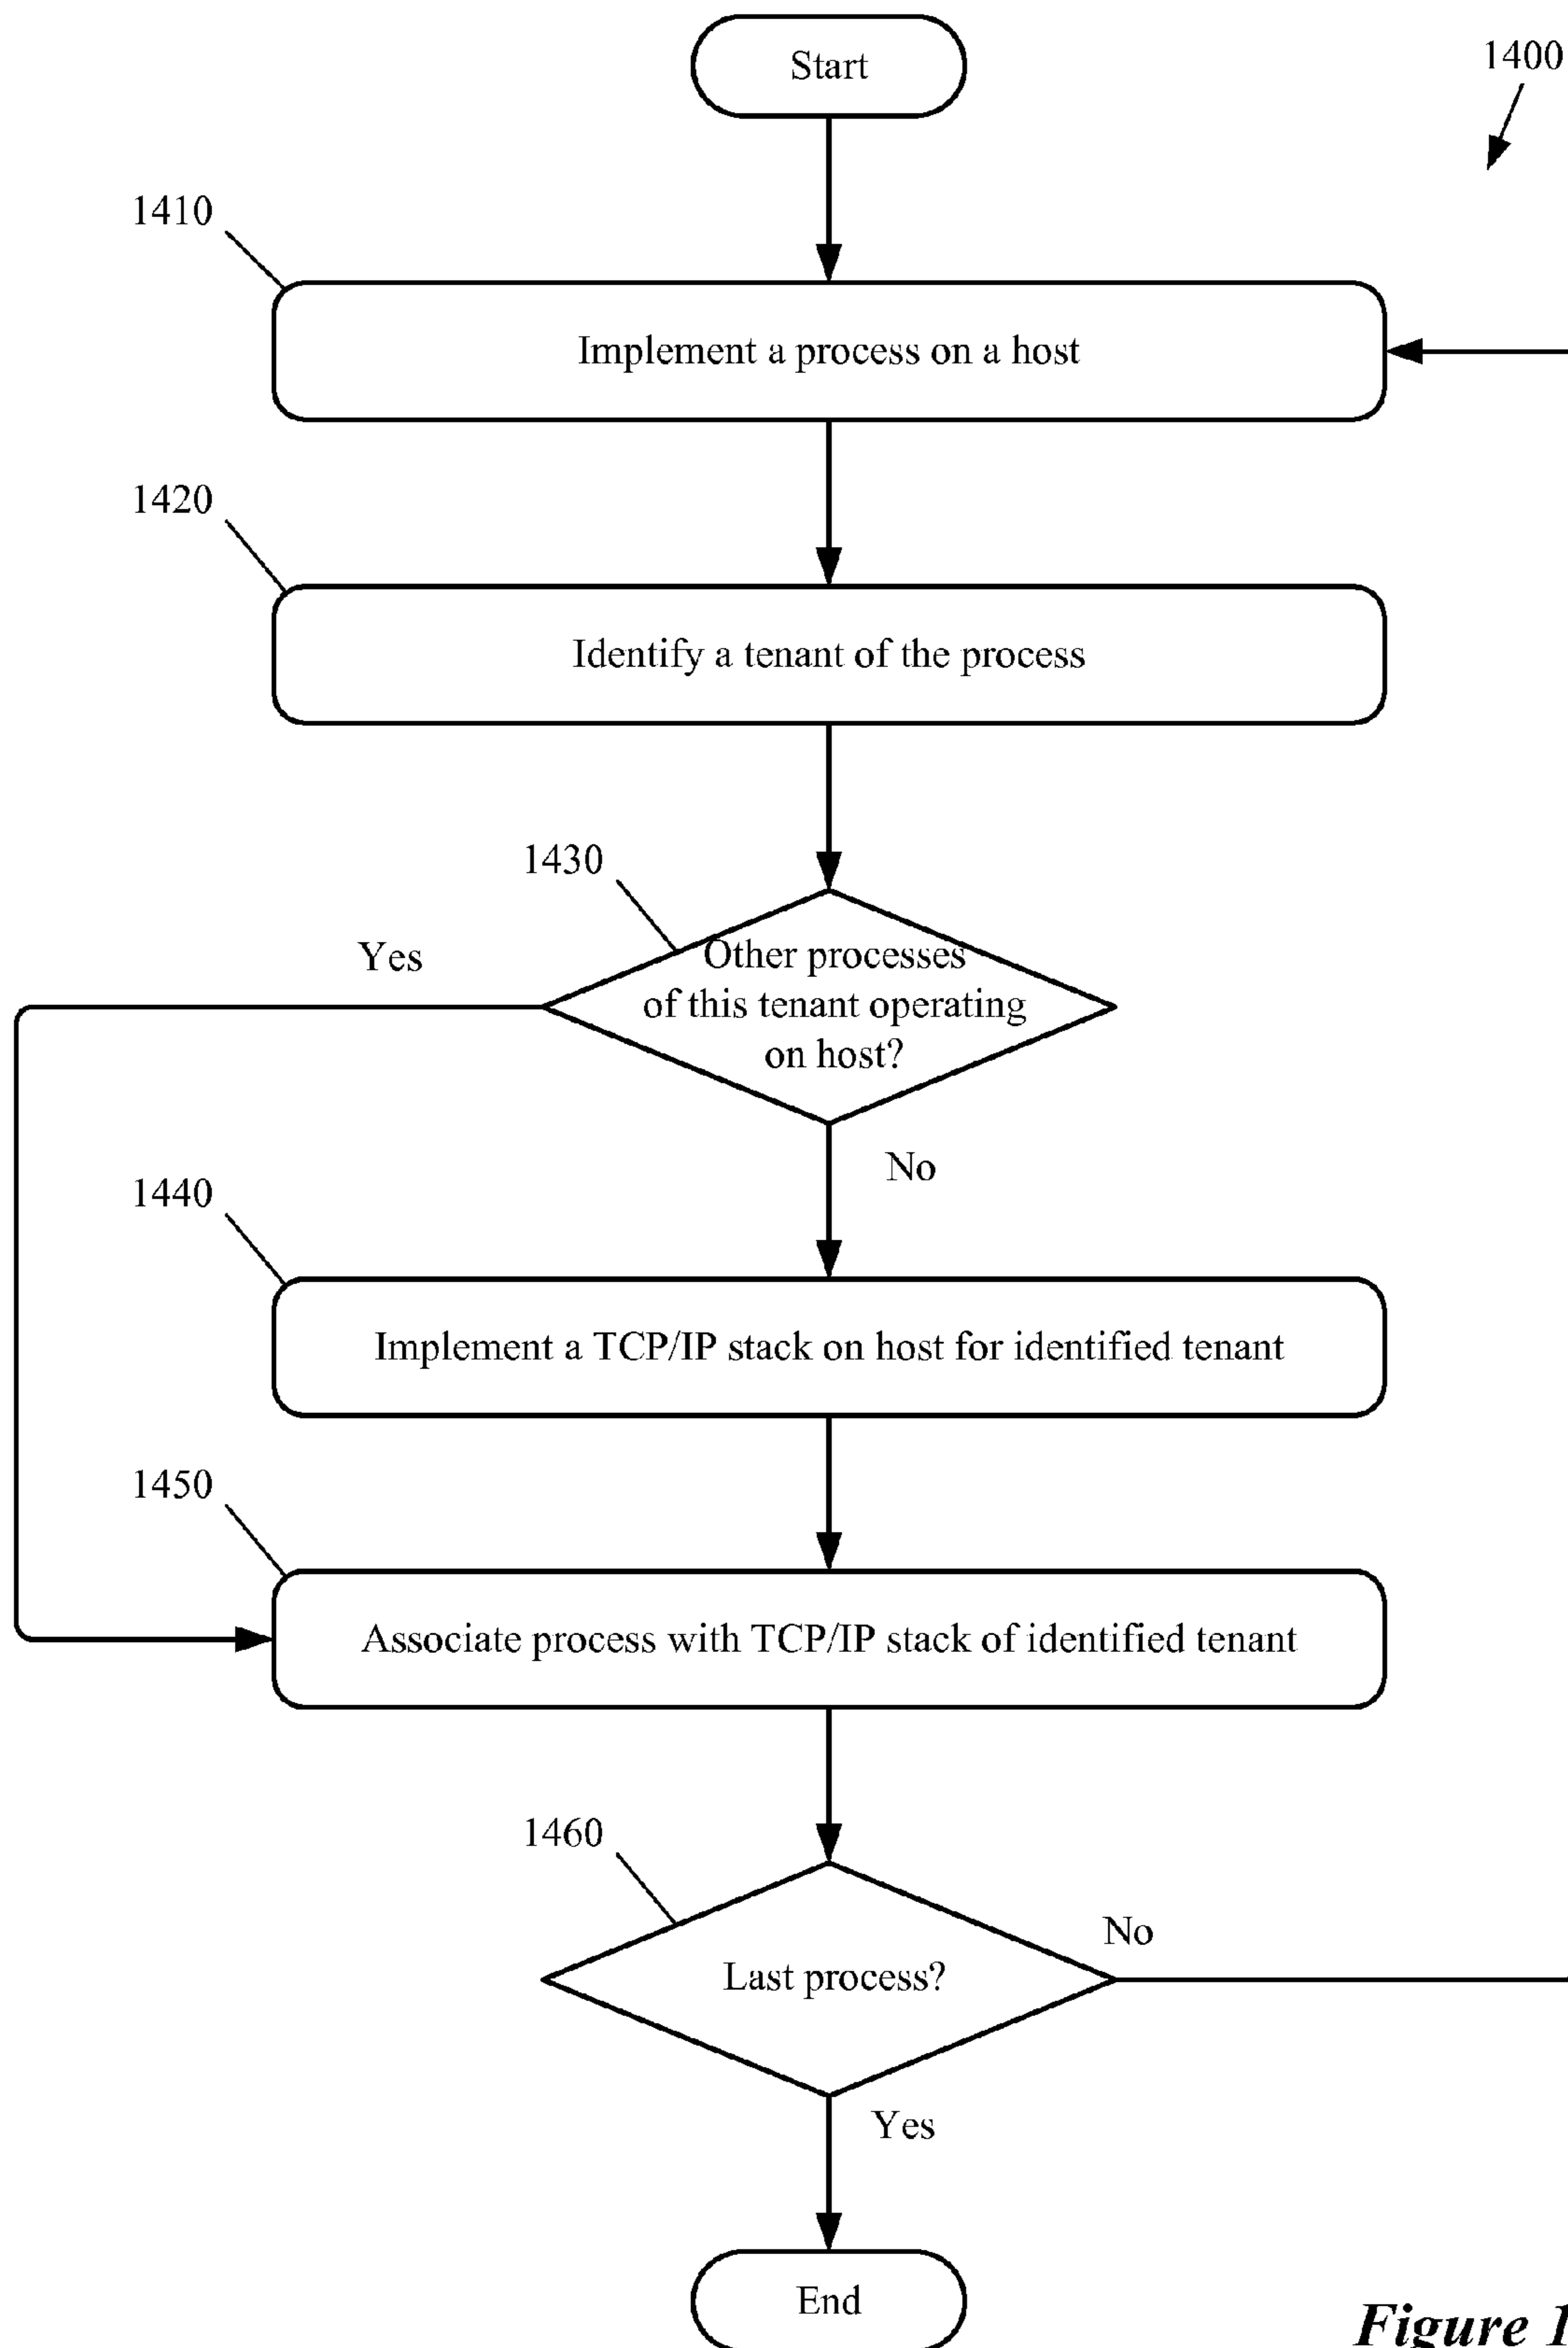 Start
1400
1410
Implement a process on a host
1420
Identify a tenant of the process
1430
Yes
Other processes
of this tenant operating
on host?
No
1440
Implement a TCP/IP stack on host for identified tenant
1450
Associate process with TCP/IP stack of identified tenant
1460
No
Last process?
Yes
End
Figure 1